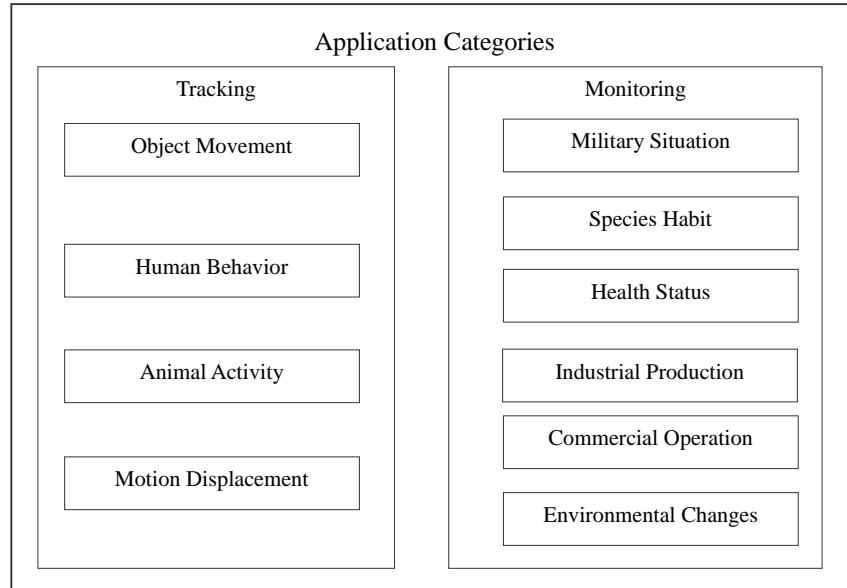 Application Categories
Tracking
Object Movement
Human Behavior
Animal Activity
Motion Displacement
Monitoring
Military Situation
Species Habit
Health Status
Industrial Production
Commercial Operation
Environmental Changes